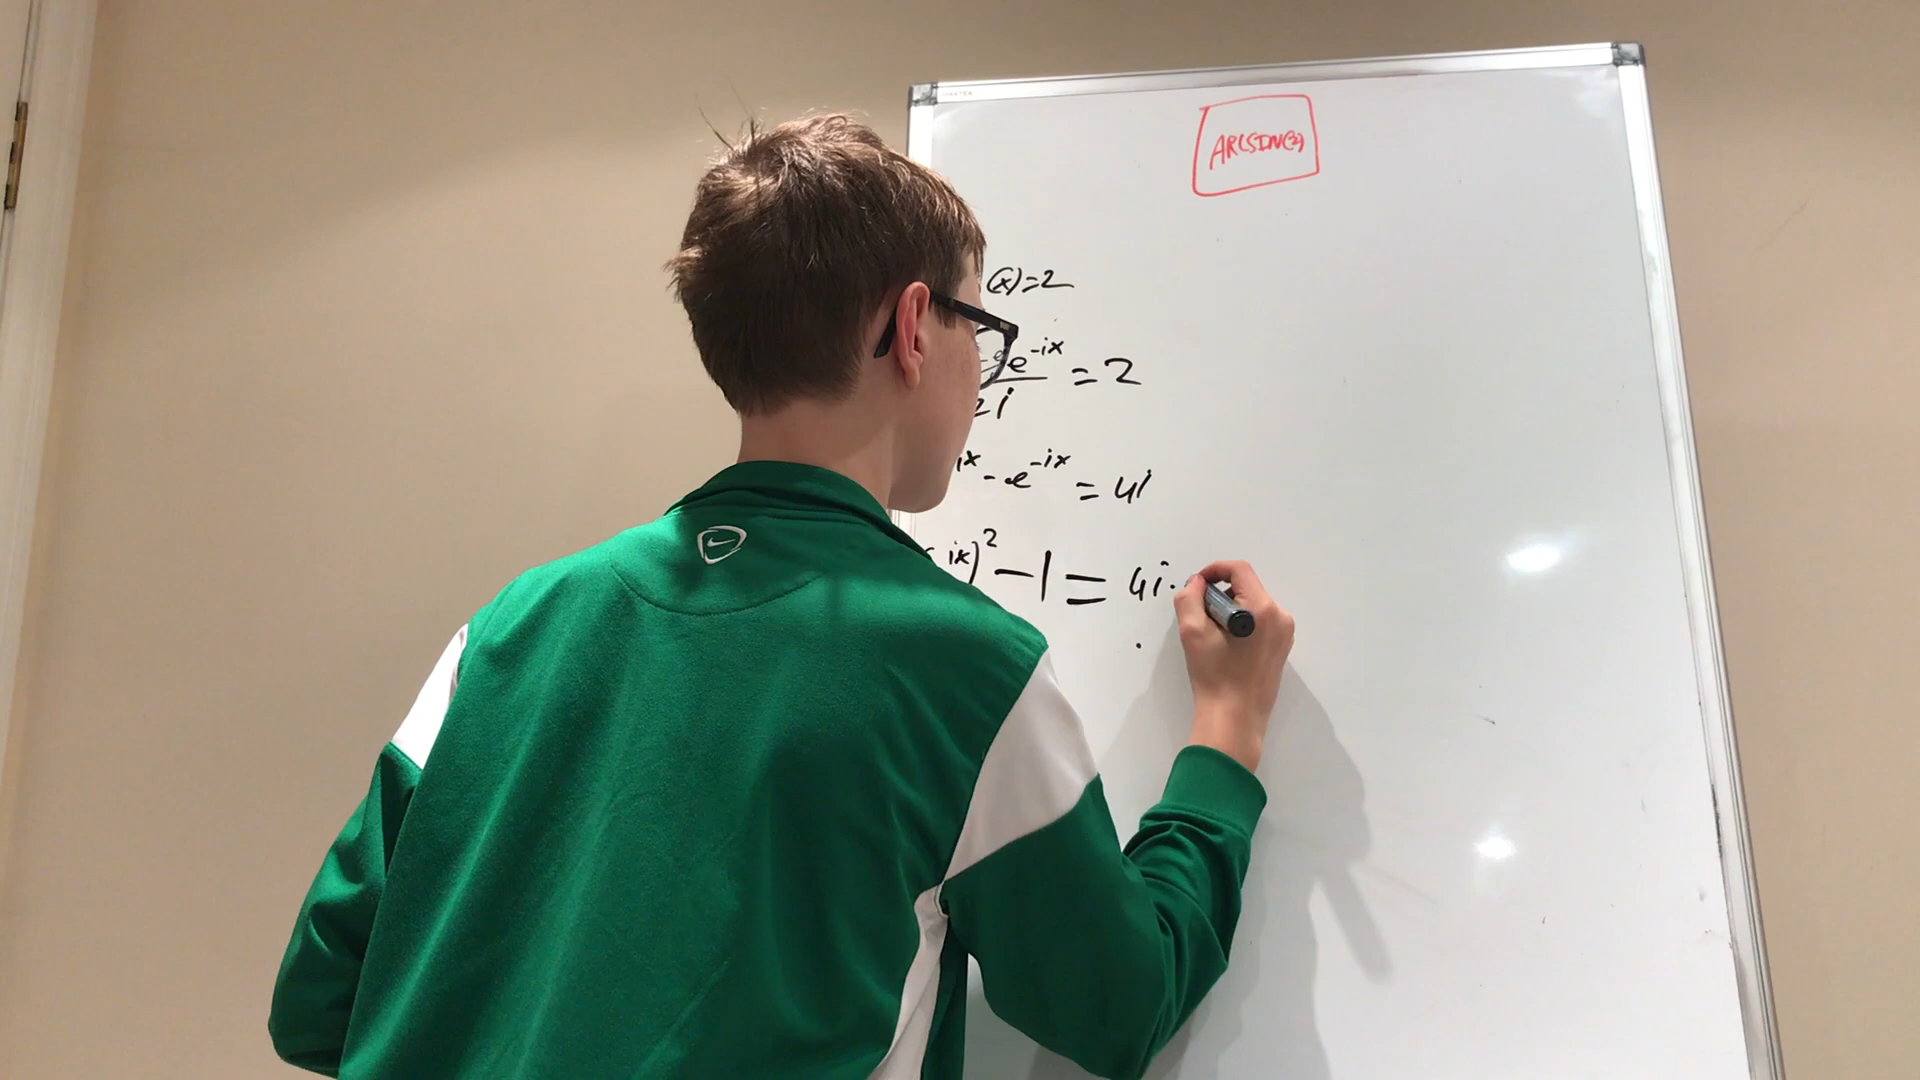 ARCSIN(2)
(x)=2
e^-ix = 2
2i
ix - e^-ix = 4i
ix)^2 - 1 = 4i.